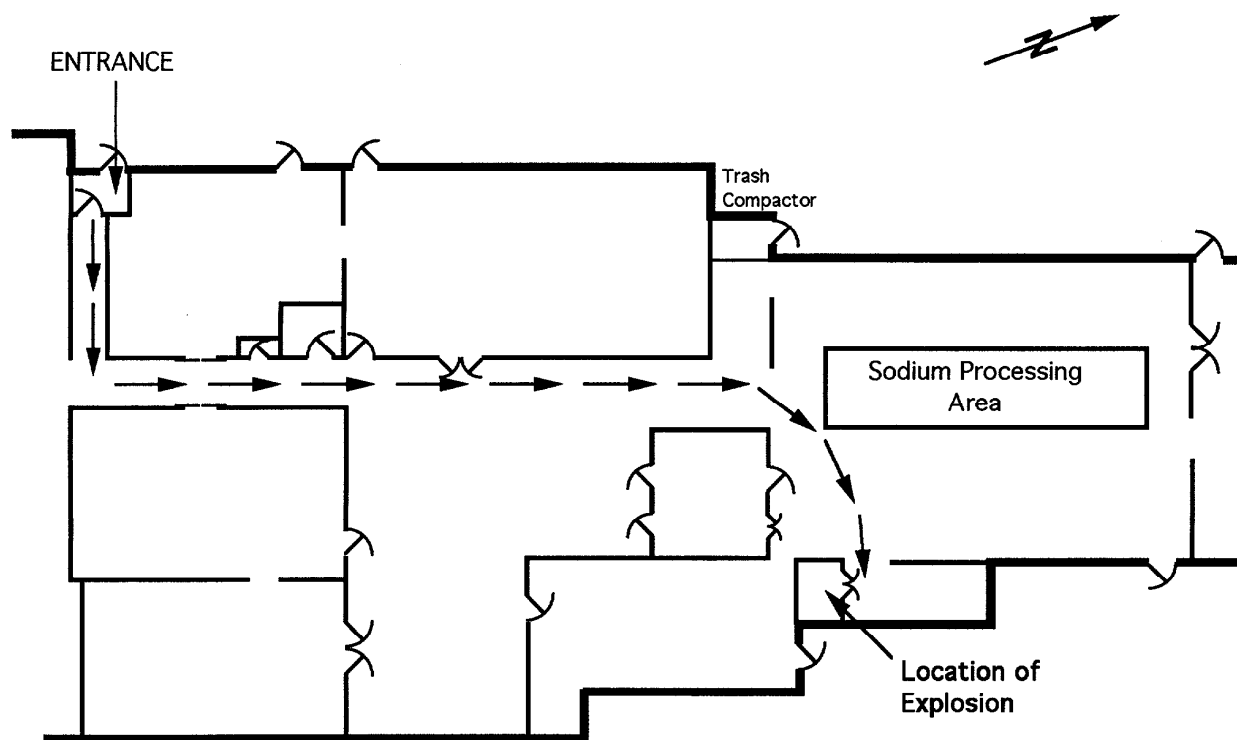 N
ENTRANCE
Trash
Compactor
Sodium Processing
Area
Location of
Explosion